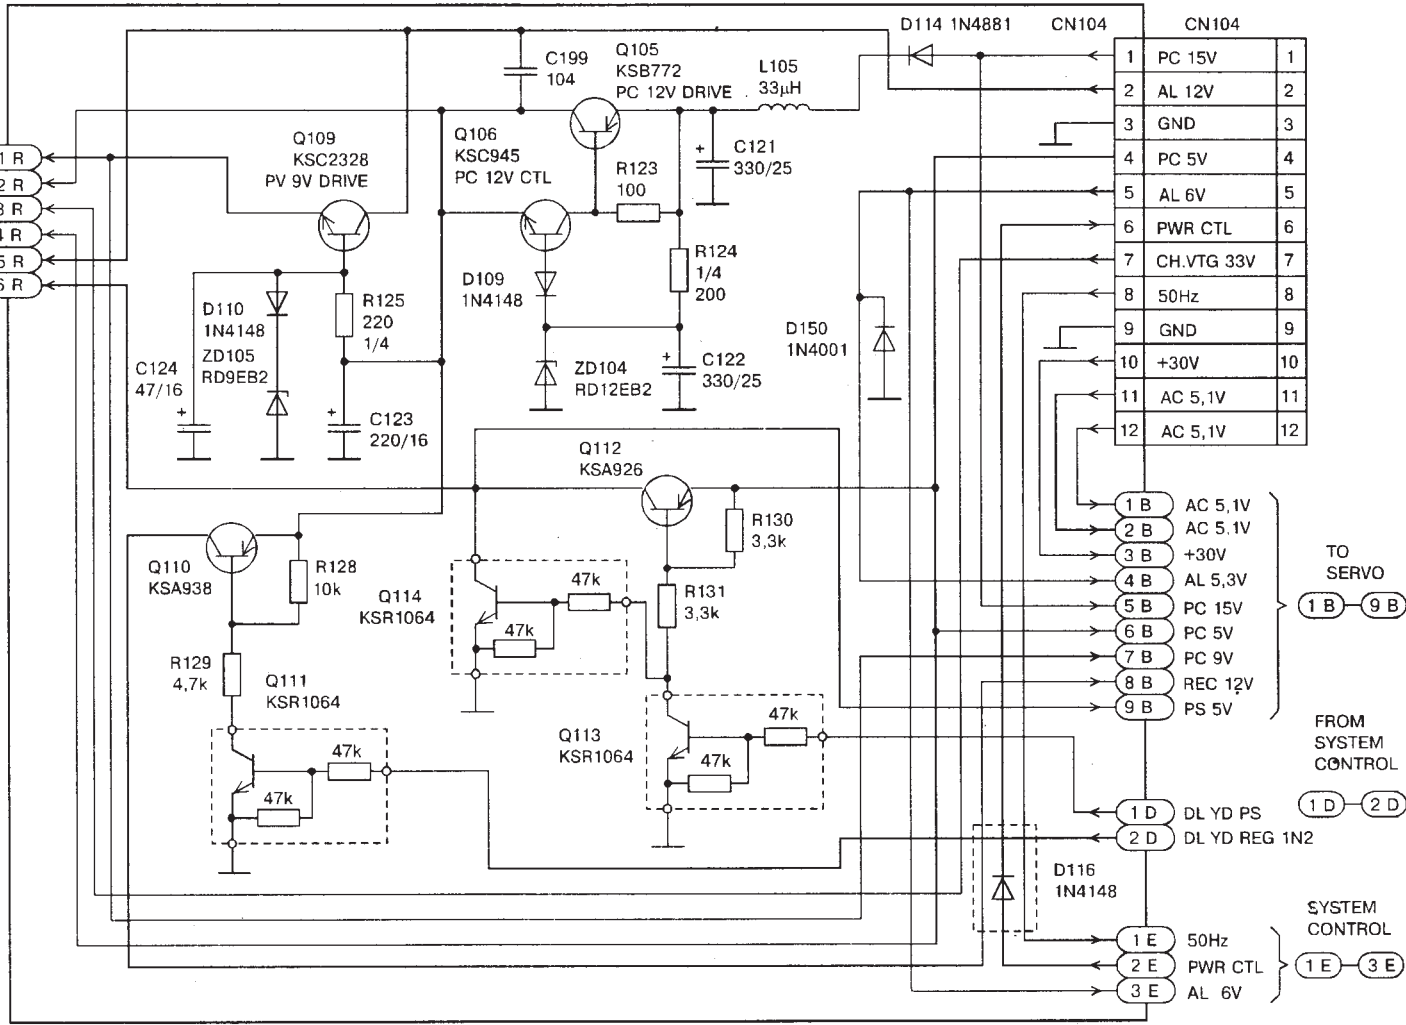 D114 1N4881
CN104
CN104
1 PC 15V 1
2 AL 12V 2
3 GND 3
4 PC 5V 4
5 AL 6V 5
6 PWR CTL 6
7 CH.VTG 33V 7
8 50Hz 8
9 GND 9
10 +30V 10
11 AC 5,1V 11
12 AC 5,1V 12
C199
104
Q105
KSB772
PC 12V DRIVE
L105
33µH
Q109
KSC2328
PV 9V DRIVE
Q106
KSC945
PC 12V CTL
R123
100
+
C121
330/25
1 R
2 R
R
R
5 R
6 R
D110
1N4148
ZD105
RD9EB2
R125
220
1/4
D109
1N4148
R124
1/4
200
D150
1N4001
C124
47/16
+
+
C123
220/16
ZD104
RD12EB2
+
C122
330/25
Q112
KSA926
R130
3,3k
Q110
KSA938
R128
10k
Q114
KSR1064
47k
47k
R131
3,3k
R129
4,7k
Q111
KSR1064
47k
47k
Q113
KSR1064
47k
47k
1 B AC 5,1V
2 B AC 5,1V
3 B +30V
4 B AL 5,3V
5 B PC 15V
6 B PC 5V
7 B PC 9V
8 B REC 12V
9 B PS 5V
TO
SERVO
1 B 9 B
FROM
SYSTEM
CONTROL
1 D 2 D
1 D DL YD PS
2 D DL YD REG 1N2
D116
1N4148
1 E 50Hz
2 E PWR CTL
3 E AL 6V
SYSTEM
CONTROL
1 E 3 E